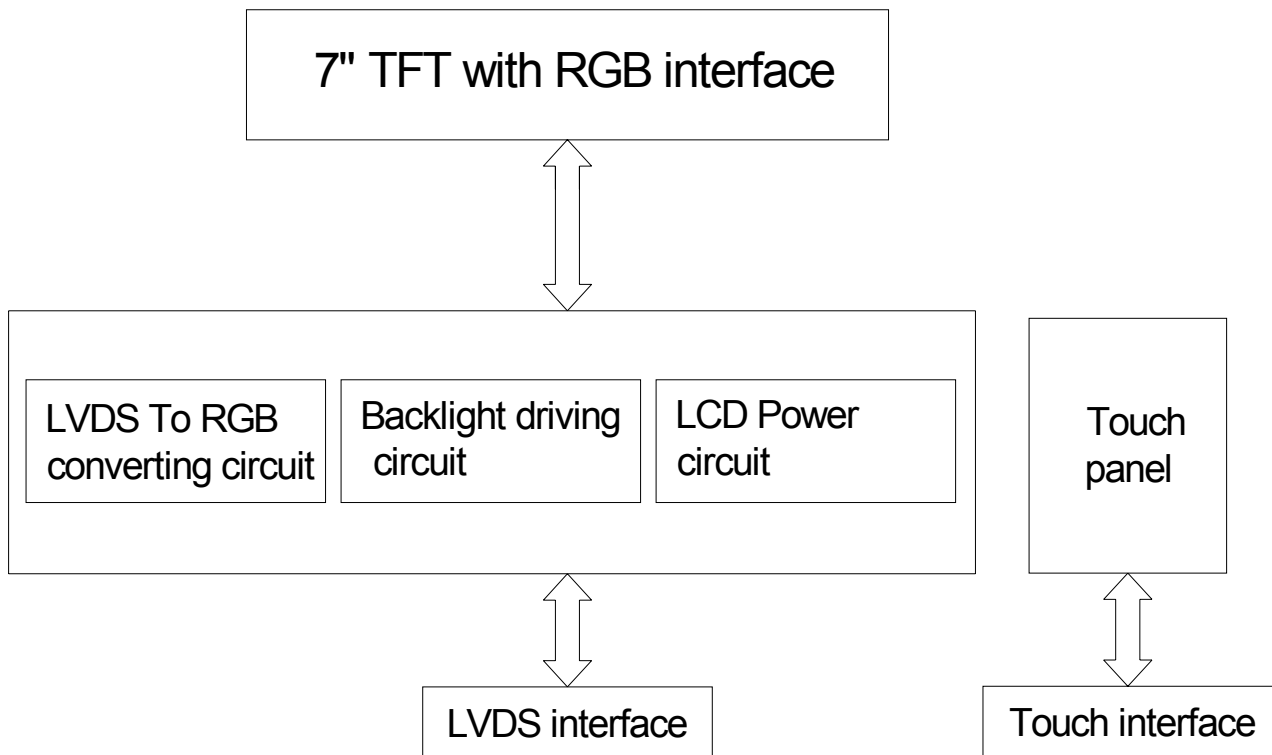 7" TFT with RGB interface
LVDS To RGB
converting circuit
Backlight driving
circuit
LCD Power
circuit
Touch
panel
LVDS interface
Touch interface